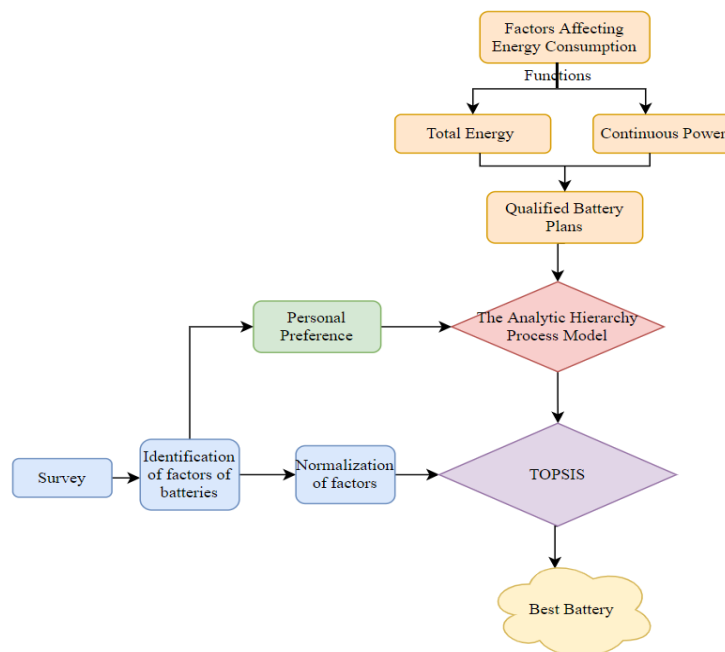 Factors Affecting
Energy Consumption
Functions
Total Energy
Continuous Power
Qualified Battery
Plans
Personal
Preference
The Analytic Hierarchy
Process Model
Survey
Identification
of factors of
batteries
Normalization
of factors
TOPSIS
Best Battery